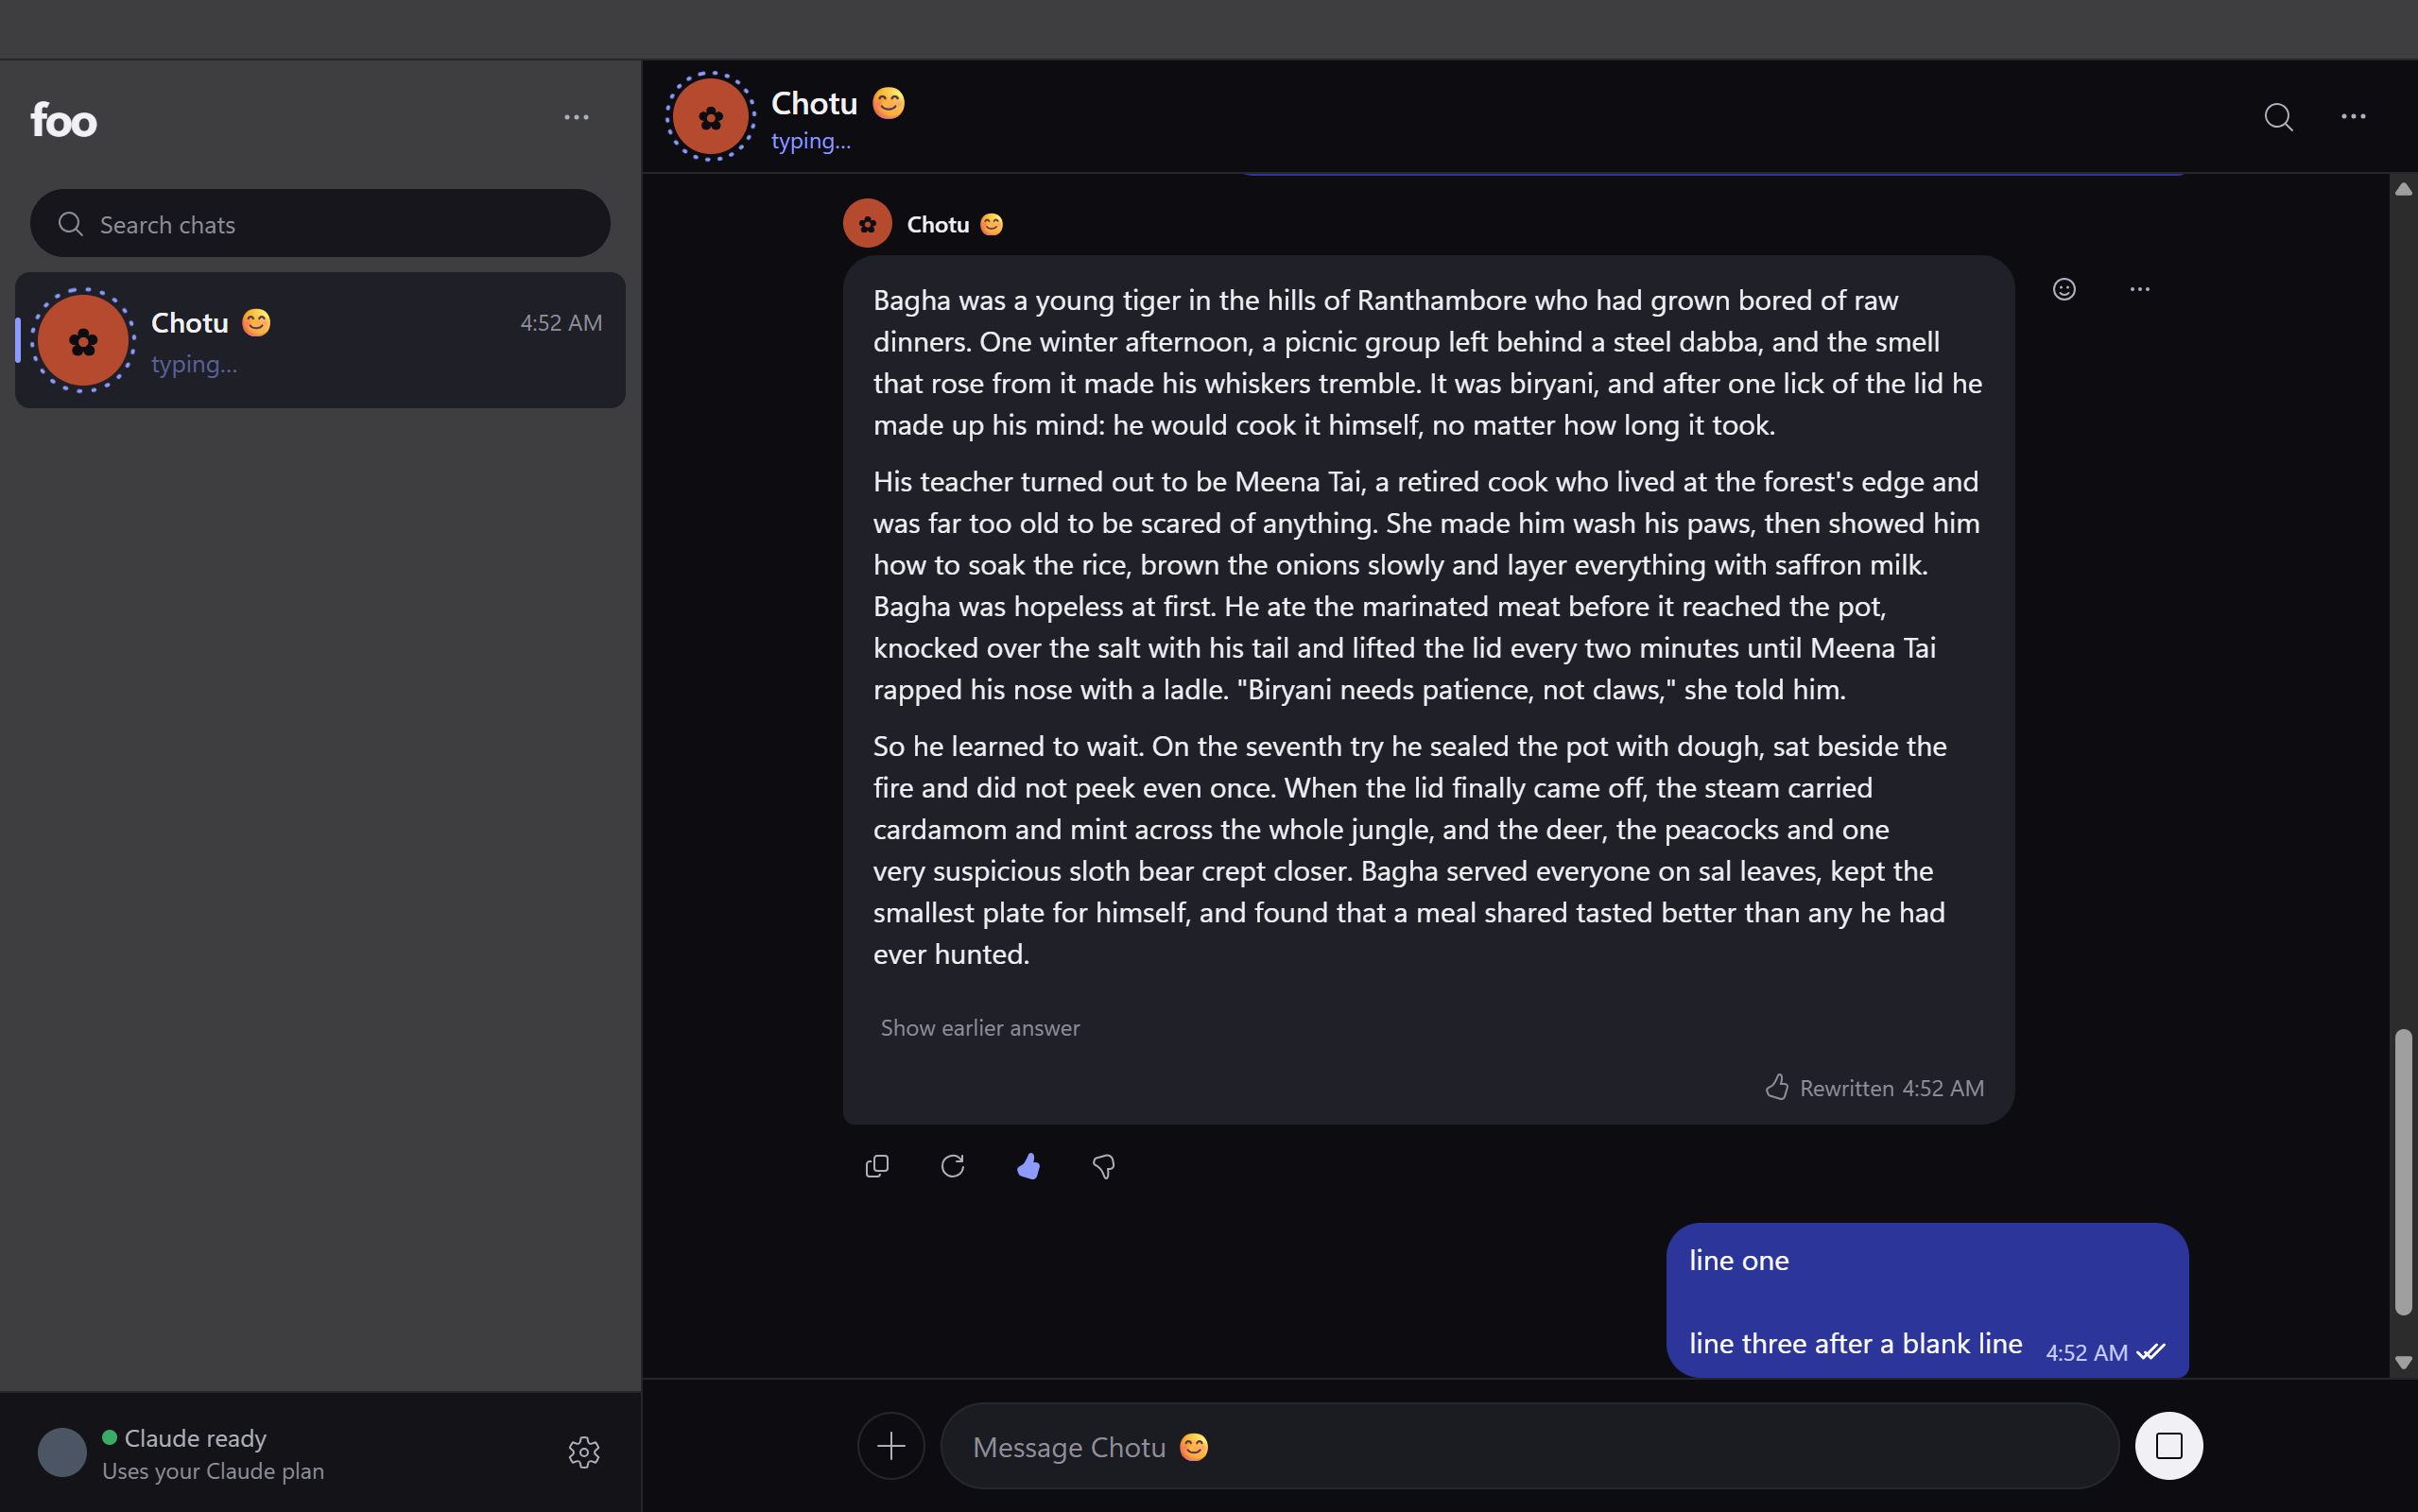 foo
Search chats
Chotu 😊
4:52 AM
typing...
Claude ready
Uses your Claude plan
Chotu 😊
typing...
Chotu 😊
Bagha was a young tiger in the hills of Ranthambore who had grown bored of raw
dinners. One winter afternoon, a picnic group left behind a steel dabba, and the smell
that rose from it made his whiskers tremble. It was biryani, and after one lick of the lid he
made up his mind: he would cook it himself, no matter how long it took.
His teacher turned out to be Meena Tai, a retired cook who lived at the forest's edge and
was far too old to be scared of anything. She made him wash his paws, then showed him
how to soak the rice, brown the onions slowly and layer everything with saffron milk.
Bagha was hopeless at first. He ate the marinated meat before it reached the pot,
knocked over the salt with his tail and lifted the lid every two minutes until Meena Tai
rapped his nose with a ladle. "Biryani needs patience, not claws," she told him.
So he learned to wait. On the seventh try he sealed the pot with dough, sat beside the
fire and did not peek even once. When the lid finally came off, the steam carried
cardamom and mint across the whole jungle, and the deer, the peacocks and one
very suspicious sloth bear crept closer. Bagha served everyone on sal leaves, kept the
smallest plate for himself, and found that a meal shared tasted better than any he had
ever hunted.
Show earlier answer
Rewritten 4:52 AM
line one
line three after a blank line
4:52 AM
Message Chotu 😊